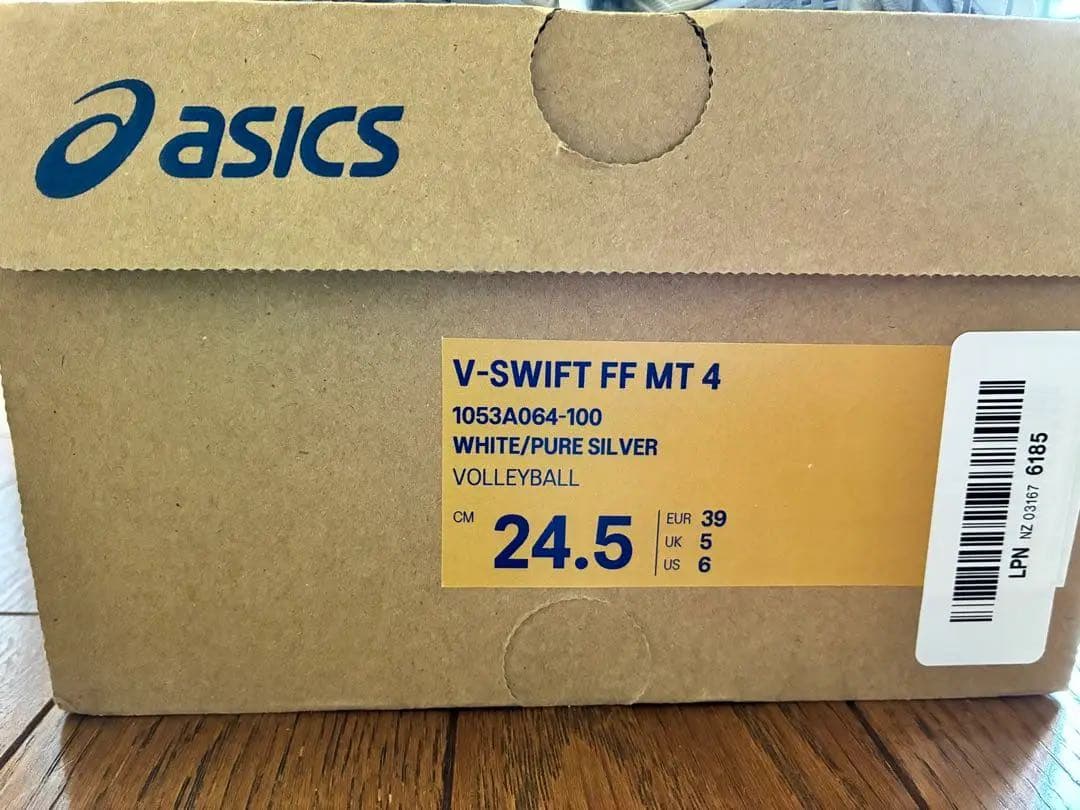 asics
V-SWIFT FF MT 4
1053A064-100
WHITE/PURE SILVER
VOLLEYBALL
CM 24.5
EUR 39
UK 5
US 6
LPN NZ 03167 6185